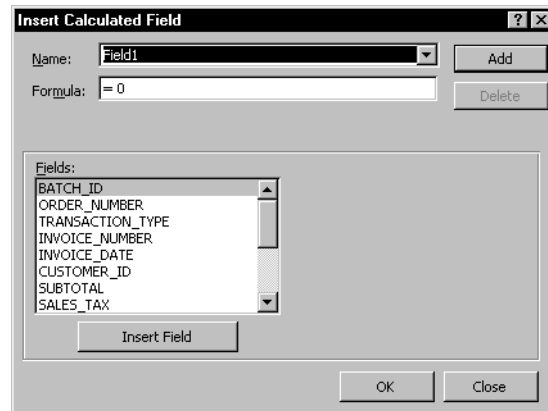 Insert Calculated Field
Name: Field1 Add
Formula: = 0 Delete
Fields:
BATCH_ID
ORDER_NUMBER
TRANSACTION_TYPE
INVOICE_NUMBER
INVOICE_DATE
CUSTOMER_ID
SUBTOTAL
SALES_TAX
Insert Field
OK Close